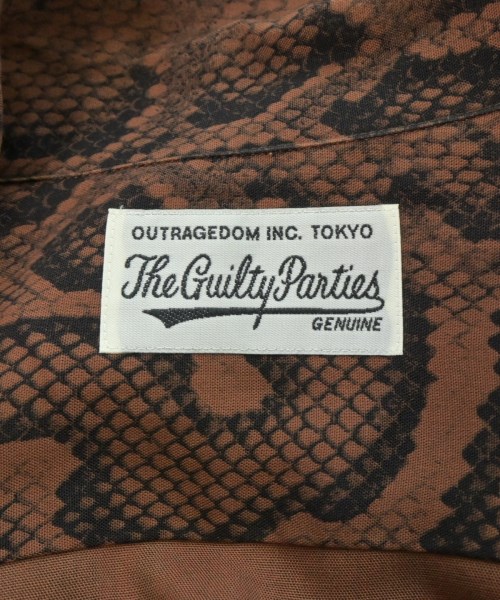 OUTRAGEDOM INC. TOKYO
The Guilty Parties
GENUINE